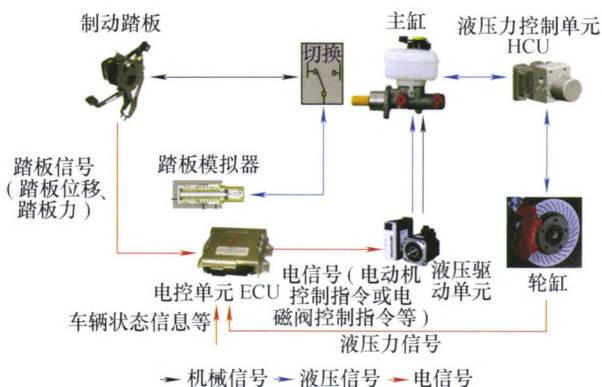 制动踏板
主缸
液压力控制单元
HCU
切换
踏板信号
（踏板位移、
踏板力）
踏板模拟器
电控单元 ECU
电信号（电动机
控制指令或电
磁阀控制指令等）
液压驱
动单元
轮缸
车辆状态信息等
液压力信号
机械信号
液压信号
电信号